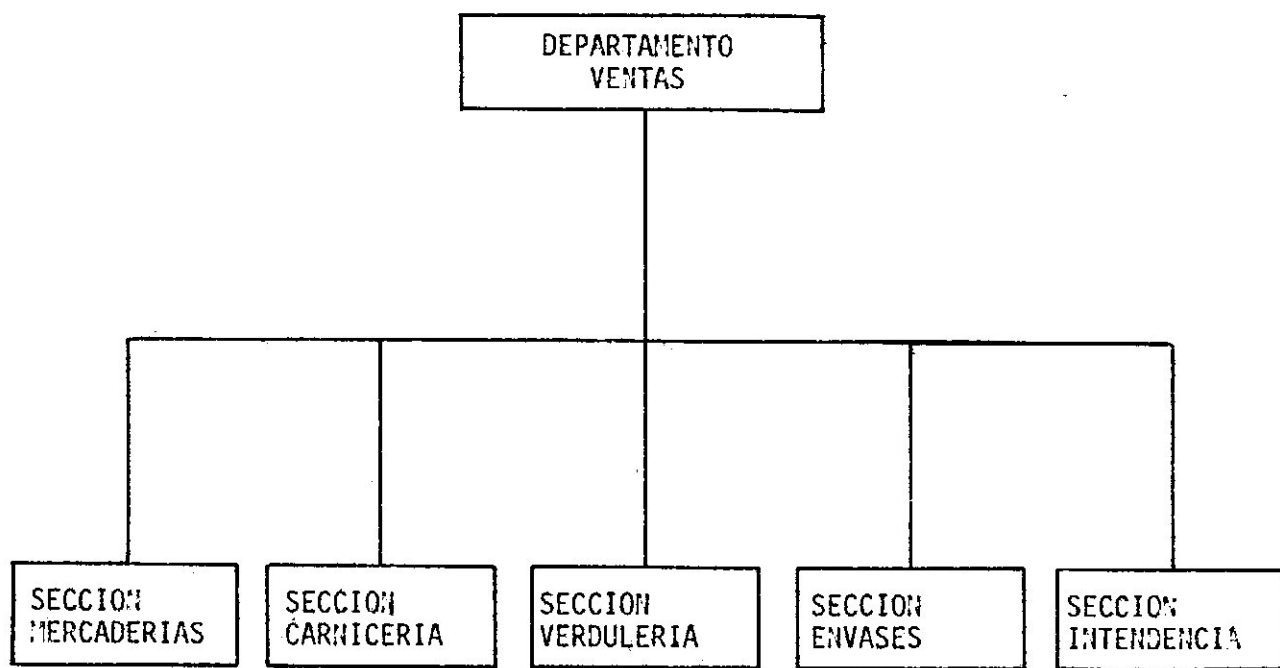 DEPARTAMENTO
VENTAS
SECCION
MERCADERIAS
SECCION
CARNICERIA
SECCION
VERDULERIA
SECCION
ENVASES
SECCION
INTENDENCIA